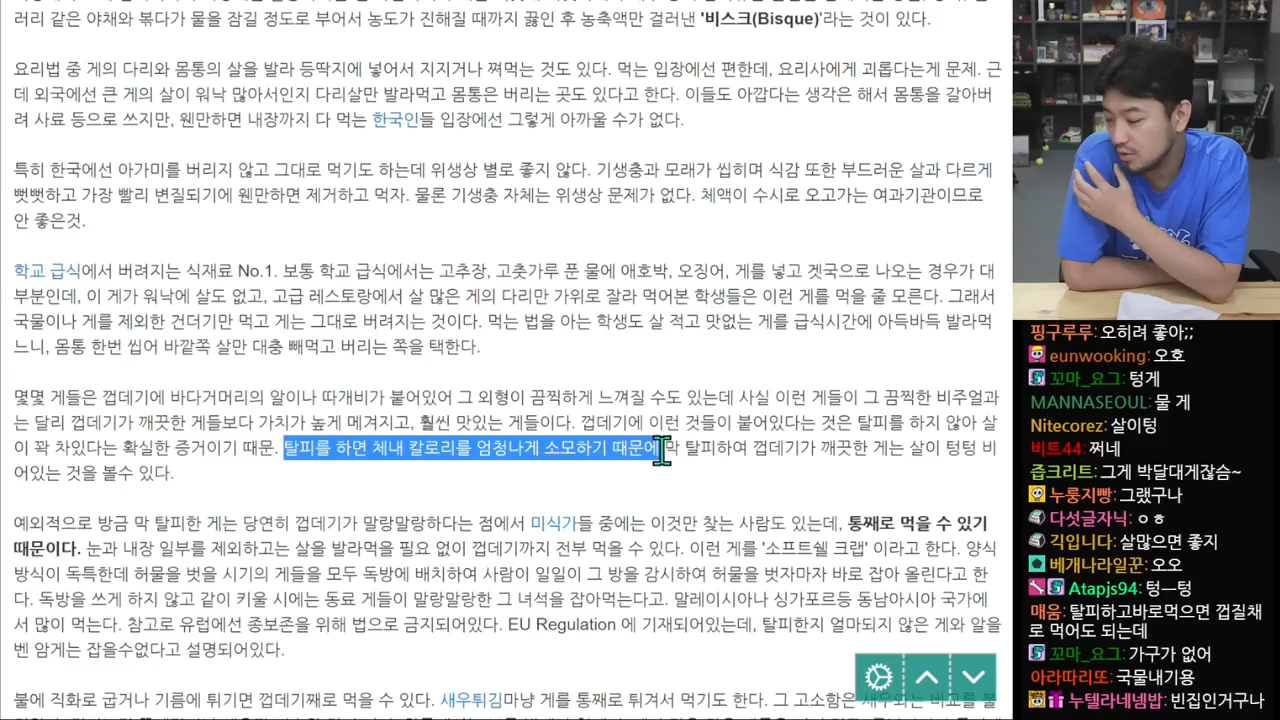 러리 같은 야채와 볶다가 물을 잠길 정도로 부어서 농도가 진해질 때까지 끓인 후 농축액만 걸러낸 '비스크(Bisque)'라는 것이 있다.
요리법 중 게의 다리와 몸통의 살을 발라 등딱지에 넣어서 지지거나 쪄먹는 것도 있다. 먹는 입장에선 편한데, 요리사에게 괴롭다는게 문제. 근
데 외국에선 큰 게의 살이 워낙 많아서인지 다리살만 발라먹고 몸통은 버리는 곳도 있다고 한다. 이들도 아깝다는 생각은 해서 몸통을 갈아버
려 사료 등으로 쓰지만, 웬만하면 내장까지 다 먹는 한국인들 입장에선 그렇게 아까울 수가 없다.
특히 한국에선 아가미를 버리지 않고 그대로 먹기도 하는데 위생상 별로 좋지 않다. 기생충과 모래가 씹히며 식감 또한 부드러운 살과 다르게
뻣뻣하고 가장 빨리 변질되기에 웬만하면 제거하고 먹자. 물론 기생충 자체는 위생상 문제가 없다. 체액이 수시로 오고가는 여과기관이므로
안 좋은것.
학교 급식에서 버려지는 식재료 No.1. 보통 학교 급식에서는 고추장, 고춧가루 푼 물에 애호박, 오징어, 게를 넣고 겟국으로 나오는 경우가 대
부분인데, 이 게가 워낙에 살도 없고, 고급 레스토랑에서 살 많은 게의 다리만 가위로 잘라 먹어본 학생들은 이런 게를 먹을 줄 모른다. 그래서
국물이나 게를 제외한 건더기만 먹고 게는 그대로 버려지는 것이다. 먹는 법을 아는 학생도 살 적고 맛없는 게를 급식시간에 아득바득 발라먹
느니, 몸통 한번 씹어 바깥쪽 살만 대충 빼먹고 버리는 쪽을 택한다.
몇몇 게들은 껍데기에 바다거머리의 알이나 따개비가 붙어있어 그 외형이 끔찍하게 느껴질 수도 있는데 사실 이런 게들이 그 끔찍한 비주얼과
는 달리 껍데기가 깨끗한 게들보다 가치가 높게 메겨지고, 훨씬 맛있는 게들이다. 껍데기에 이런 것들이 붙어있다는 것은 탈피를 하지 않아 살
이 꽉 차있다는 확실한 증거이기 때문. 탈피를 하면 체내 칼로리를 엄청나게 소모하기 때문에 막 탈피하여 껍데기가 깨끗한 게는 살이 텅텅 비
어있는 것을 볼수 있다.
예외적으로 방금 막 탈피한 게는 당연히 껍데기가 말랑말랑하다는 점에서 미식가들 중에는 이것만 찾는 사람도 있는데, 통째로 먹을 수 있기
때문이다. 눈과 내장 일부를 제외하고는 살을 발라먹을 필요 없이 껍데기까지 전부 먹을 수 있다. 이런 게를 '소프트쉘 크랩' 이라고 한다. 양식
방식이 독특한데 허물을 벗을 시기의 게들을 모두 독방에 분리하여 사람이 일일이 그 방을 감시하여 허물을 벗자마자 바로 잡아 올린다고 한
다. 독방을 쓰게 하지 않고 같이 키울 시에는 동료 게들이 말랑말랑한 그 녀석을 잡아먹는다고. 말레이시아나 싱가포르등 동남아시아 국가에
서 많이 먹는다. 참고로 유럽에선 종보존을 위해 법으로 금지되어있다. EU Regulation 에 기재되어있는데, 탈피한지 얼마되지 않은 게와 알을
벤 암게는 잡을수없다고 설명되어있다.
불에 직화로 굽거나 기름에 튀기면 껍데기째로 먹을 수 있다. 새우튀김마냥 게를 통째로 튀겨서 먹기도 한다. 그 고소함은 새우와는 비교를 불
핑구루루: 오히려 좋아;;
eunwooking: 오호
꼬마_요그: 텅게
MANNASEOUL: 물 게
Nitecorez: 살이텅
비트44: 쩌네
즙크리트: 그게 박달대게잖슴~
누룽지빵: 그랬구나
다섯글자닉: ㅇㅎ
긱입니다: 살많으면 좋지
베개나라일꾼: 오오
Atapjs94: 텅ㅡ텅
매움: 탈피하고바로먹으면 껍질채
로 먹어도 되는데
꼬마_요그: 가구가 없어
아라따리또: 국물내기용
누텔라네넴밥: 빈집인거구나